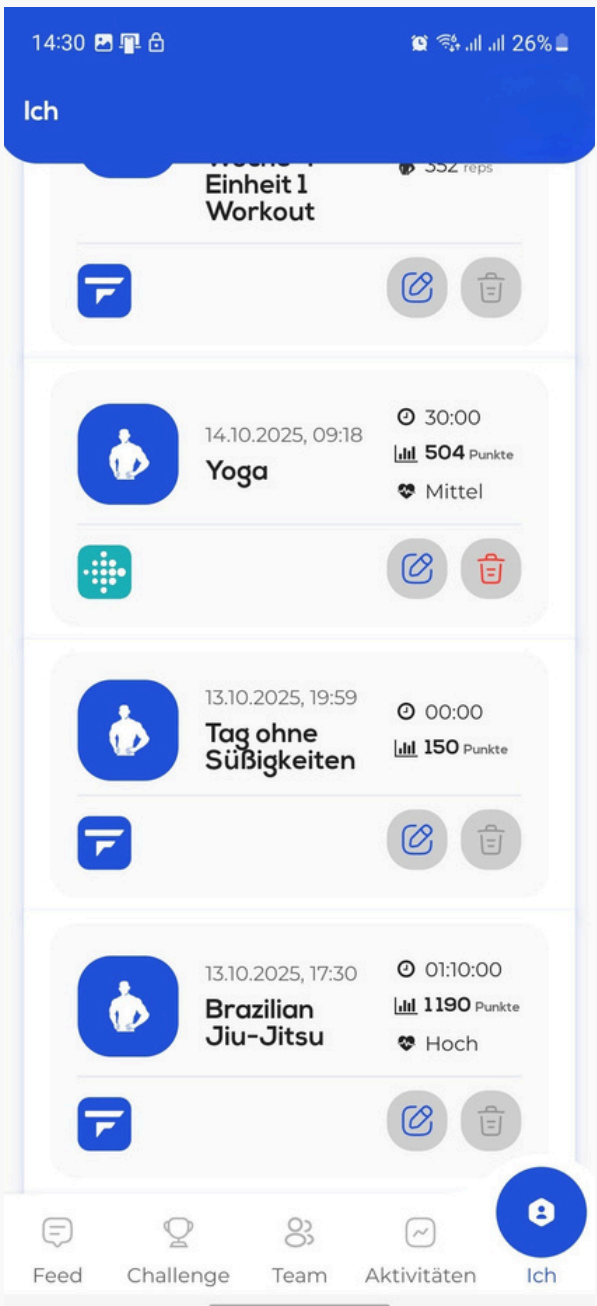 14:30
26%
Ich
352 reps
Einheit 1
Workout
14.10.2025, 09:18
Yoga
30:00
504 Punkte
Mittel
13.10.2025, 19:59
Tag ohne
Süßigkeiten
00:00
150 Punkte
13.10.2025, 17:30
Brazilian
Jiu-Jitsu
01:10:00
1190 Punkte
Hoch
Feed
Challenge
Team
Aktivitäten
Ich